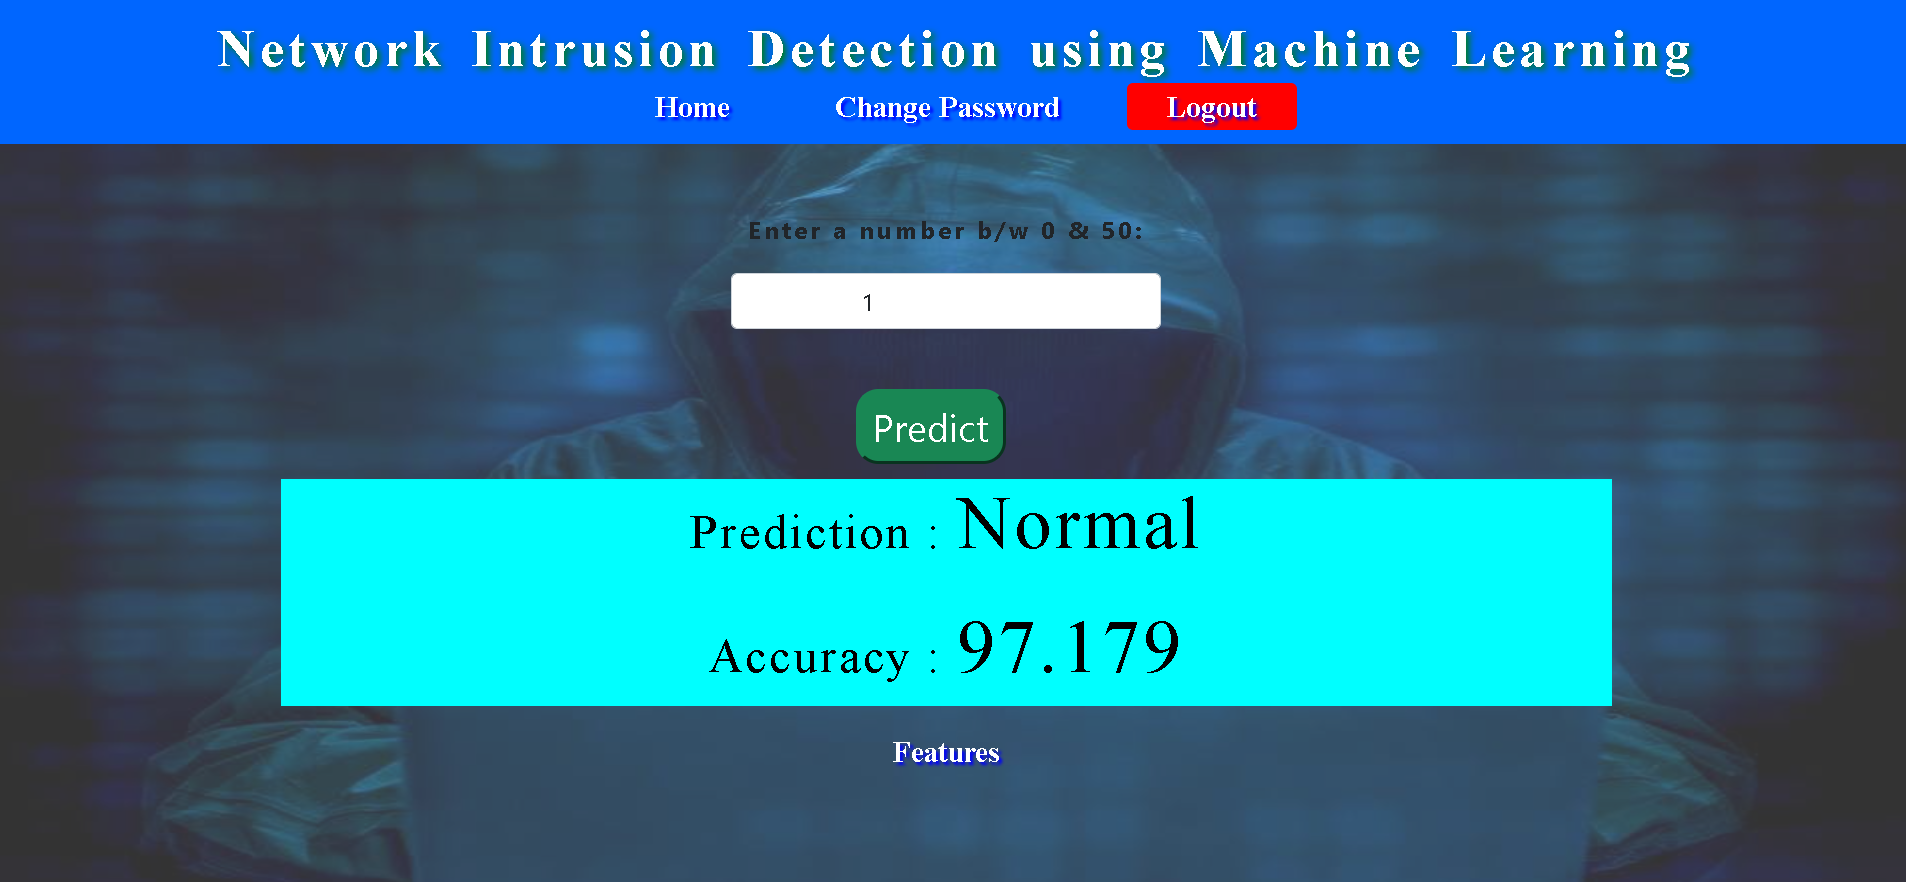 Network Intrusion Detection using Machine Learning
Home Change Password Logout
Enter a number b/w 0 & 50:
1
Predict
Prediction : Normal
Accuracy : 97.179
Features